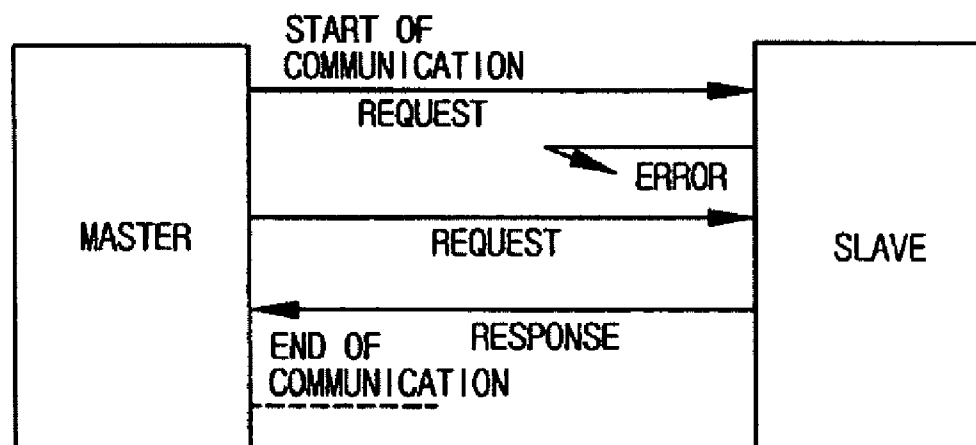 START OF
COMMUNICATION
REQUEST
ERROR
MASTER
REQUEST
SLAVE
RESPONSE
END OF
COMMUNICATION